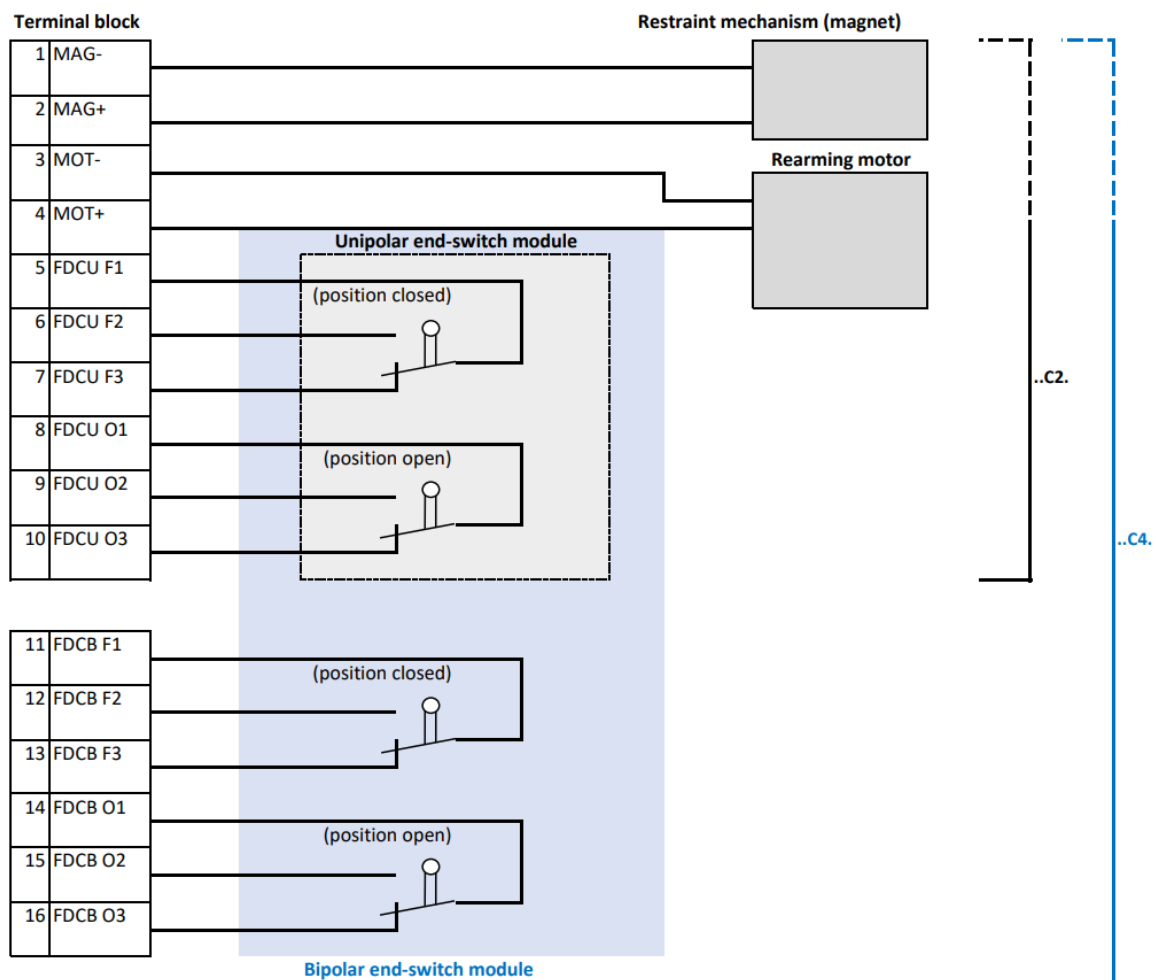 Terminal block
Restraint mechanism (magnet)
1 MAG-
2 MAG+
3 MOT-
Rearming motor
4 MOT+
Unipolar end-switch module
5 FDCU F1
(position closed)
6 FDCU F2
7 FDCU F3
..C2.
8 FDCU O1
(position open)
9 FDCU O2
10 FDCU O3
..C4.
11 FDCB F1
(position closed)
12 FDCB F2
13 FDCB F3
14 FDCB O1
(position open)
15 FDCB O2
16 FDCB O3
Bipolar end-switch module